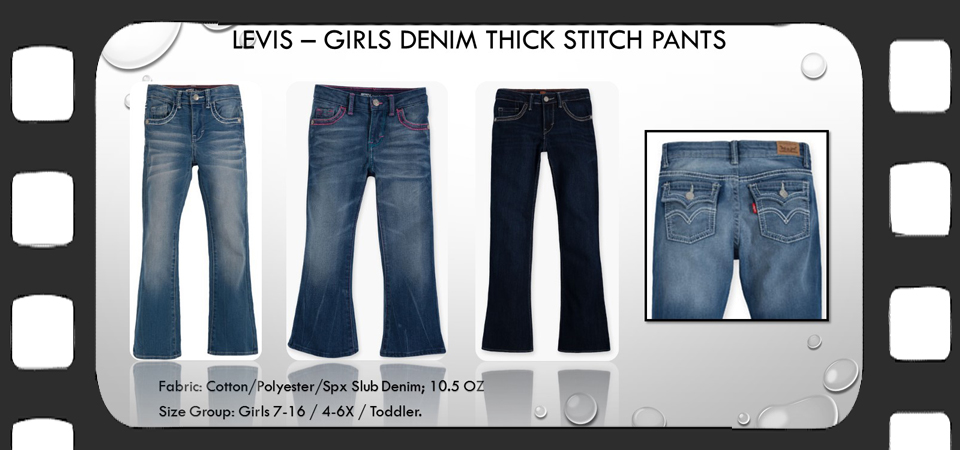 LEVIS – GIRLS DENIM THICK STITCH PANTS
Fabric: Cotton/Polyester/Spx Slub Denim; 10.5 OZ
Size Group: Girls 7-16 / 4-6X / Toddler.